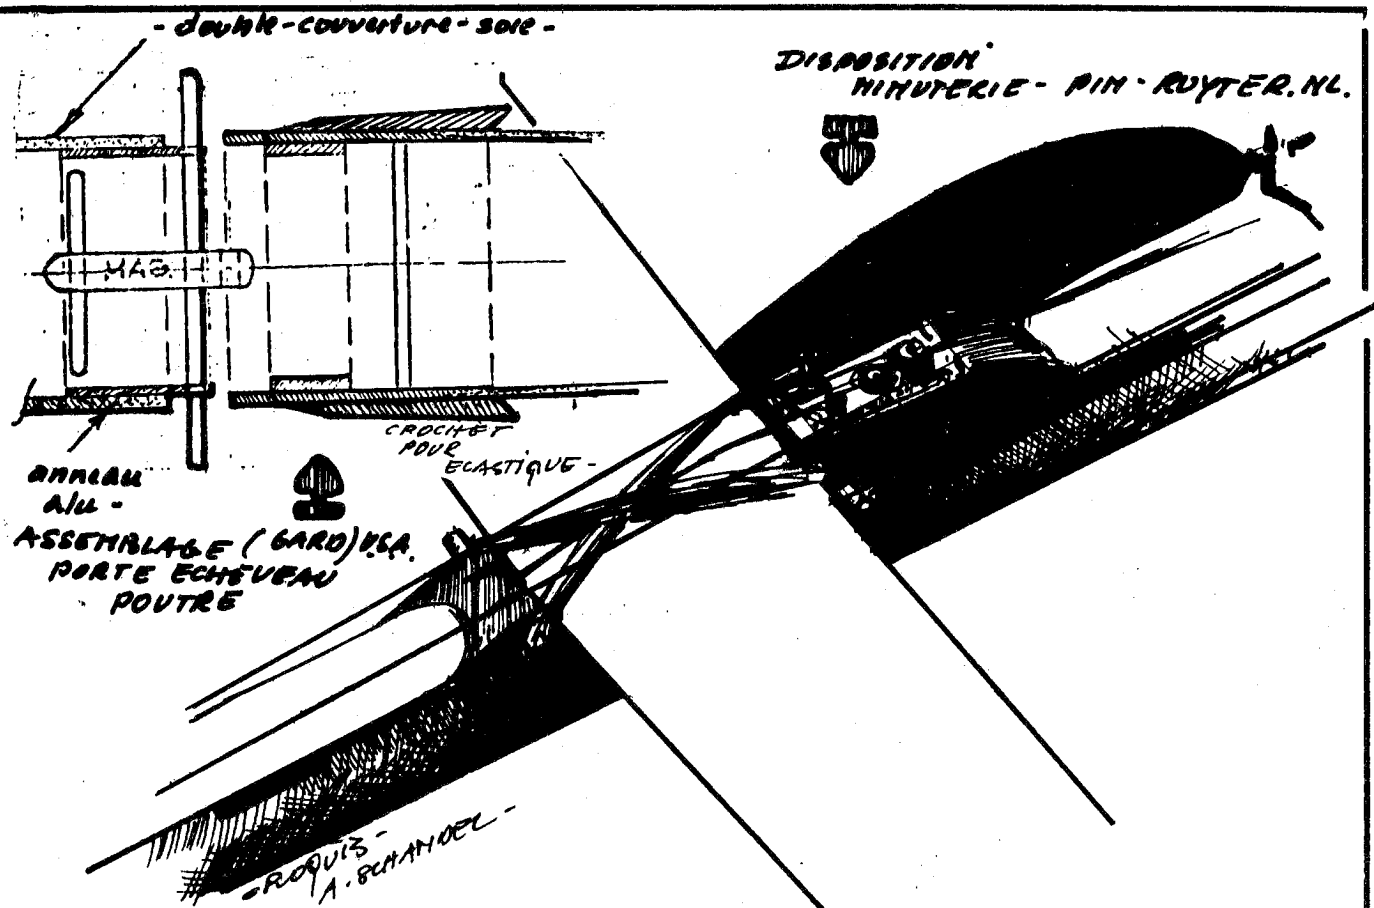 - double - couverture - soie -
DISPOSITION
MINUTERIE - PIM - RUYTER. NL.
MAG.
CROCHET
POUR
ELASTIQUE -
anneau
alu -
ASSEMBLAGE (GARD) USA.
PORTE ECHEVEAU
POUTRE
CROQUIS -
A. SCHANDEL -